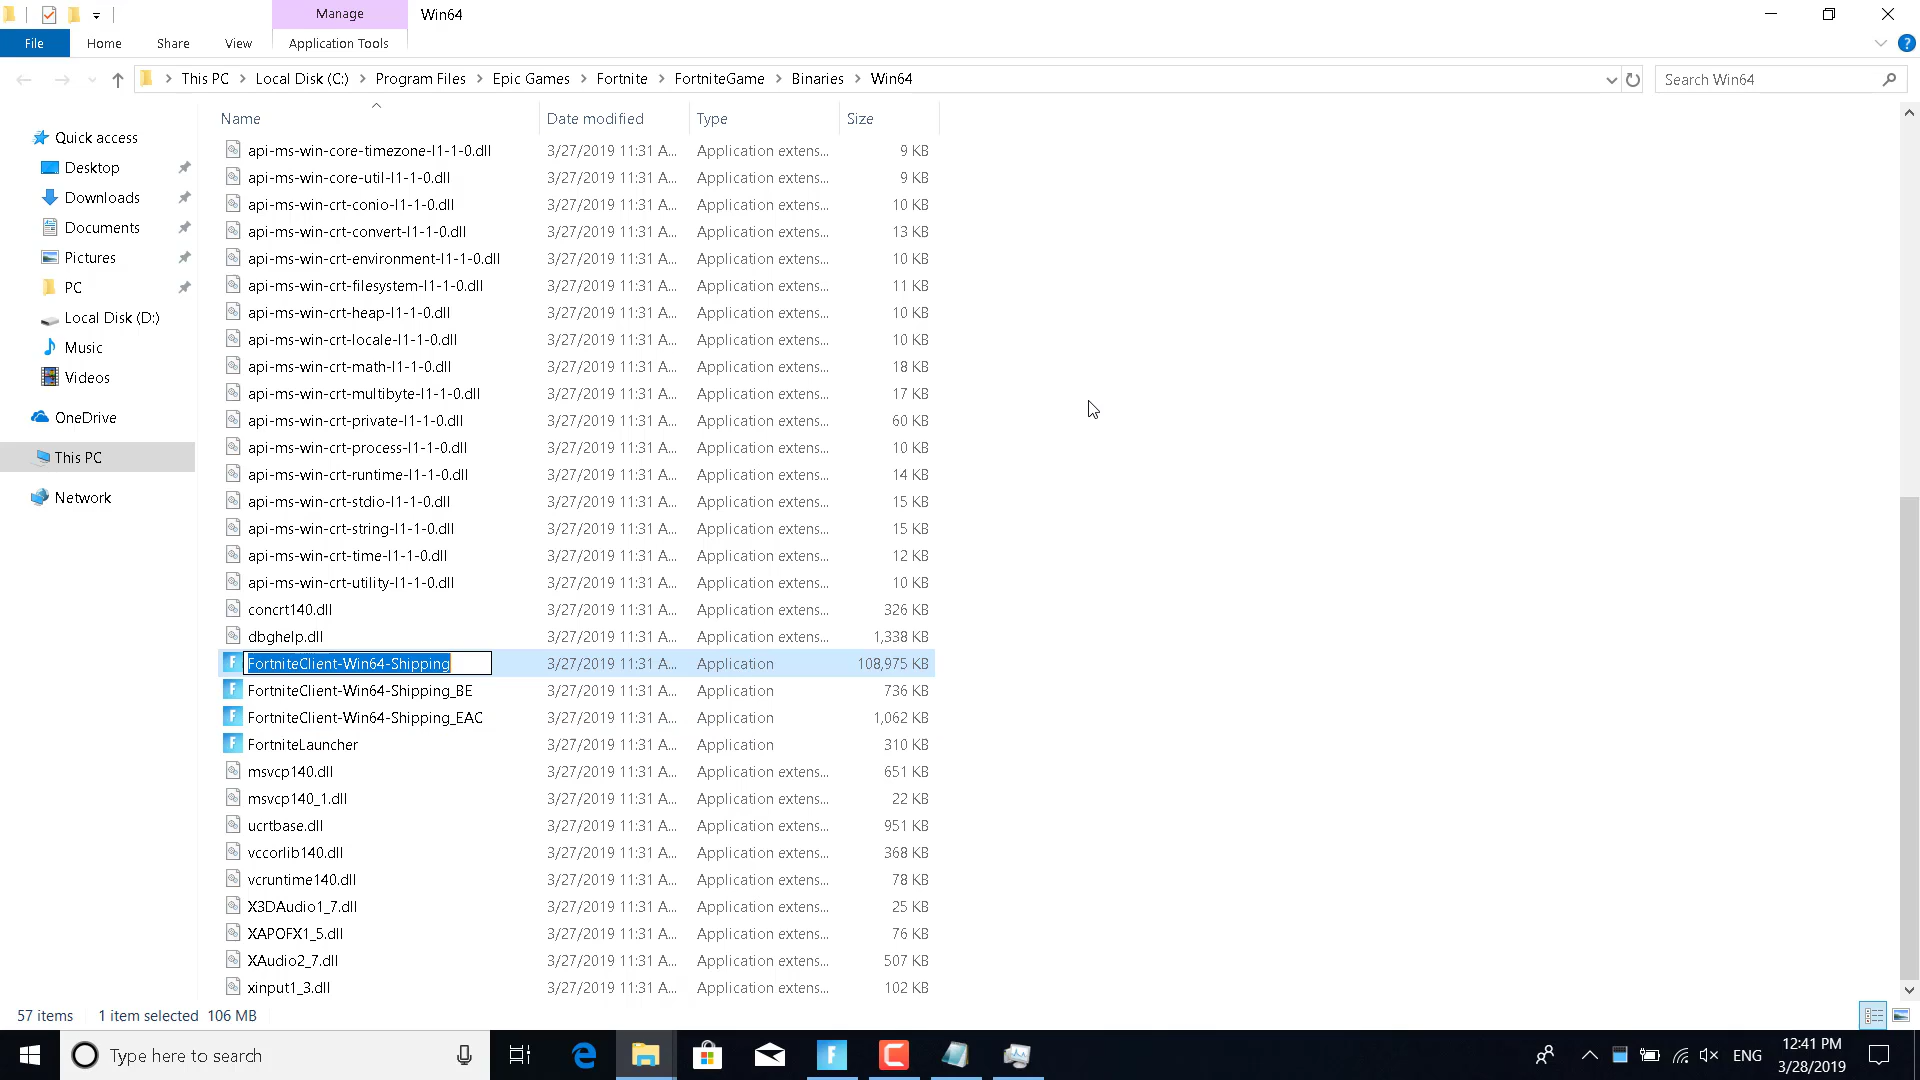 Manage
Win64
File
Home
Share
View
Application Tools
This PC > Local Disk (C:) > Program Files > Epic Games > Fortnite > FortniteGame > Binaries > Win64
Search Win64
Quick access
Desktop
Downloads
Documents
Pictures
PC
Local Disk (D:)
Music
Videos
OneDrive
This PC
Network
Name Date modified Type Size
api-ms-win-core-timezone-l1-1-0.dll 3/27/2019 11:31 A... Application extens... 9 KB
api-ms-win-core-util-l1-1-0.dll 3/27/2019 11:31 A... Application extens... 9 KB
api-ms-win-crt-conio-l1-1-0.dll 3/27/2019 11:31 A... Application extens... 10 KB
api-ms-win-crt-convert-l1-1-0.dll 3/27/2019 11:31 A... Application extens... 13 KB
api-ms-win-crt-environment-l1-1-0.dll 3/27/2019 11:31 A... Application extens... 10 KB
api-ms-win-crt-filesystem-l1-1-0.dll 3/27/2019 11:31 A... Application extens... 11 KB
api-ms-win-crt-heap-l1-1-0.dll 3/27/2019 11:31 A... Application extens... 10 KB
api-ms-win-crt-locale-l1-1-0.dll 3/27/2019 11:31 A... Application extens... 10 KB
api-ms-win-crt-math-l1-1-0.dll 3/27/2019 11:31 A... Application extens... 18 KB
api-ms-win-crt-multibyte-l1-1-0.dll 3/27/2019 11:31 A... Application extens... 17 KB
api-ms-win-crt-private-l1-1-0.dll 3/27/2019 11:31 A... Application extens... 60 KB
api-ms-win-crt-process-l1-1-0.dll 3/27/2019 11:31 A... Application extens... 10 KB
api-ms-win-crt-runtime-l1-1-0.dll 3/27/2019 11:31 A... Application extens... 14 KB
api-ms-win-crt-stdio-l1-1-0.dll 3/27/2019 11:31 A... Application extens... 15 KB
api-ms-win-crt-string-l1-1-0.dll 3/27/2019 11:31 A... Application extens... 15 KB
api-ms-win-crt-time-l1-1-0.dll 3/27/2019 11:31 A... Application extens... 12 KB
api-ms-win-crt-utility-l1-1-0.dll 3/27/2019 11:31 A... Application extens... 10 KB
concrt140.dll 3/27/2019 11:31 A... Application extens... 326 KB
dbghelp.dll 3/27/2019 11:31 A... Application extens... 1,338 KB
FortniteClient-Win64-Shipping 3/27/2019 11:31 A... Application 108,975 KB
FortniteClient-Win64-Shipping_BE 3/27/2019 11:31 A... Application 736 KB
FortniteClient-Win64-Shipping_EAC 3/27/2019 11:31 A... Application 1,062 KB
FortniteLauncher 3/27/2019 11:31 A... Application 310 KB
msvcp140.dll 3/27/2019 11:31 A... Application extens... 651 KB
msvcp140_1.dll 3/27/2019 11:31 A... Application extens... 22 KB
ucrtbase.dll 3/27/2019 11:31 A... Application extens... 951 KB
vccorlib140.dll 3/27/2019 11:31 A... Application extens... 368 KB
vcruntime140.dll 3/27/2019 11:31 A... Application extens... 78 KB
X3DAudio1_7.dll 3/27/2019 11:31 A... Application extens... 25 KB
XAPOFX1_5.dll 3/27/2019 11:31 A... Application extens... 76 KB
XAudio2_7.dll 3/27/2019 11:31 A... Application extens... 507 KB
xinput1_3.dll 3/27/2019 11:31 A... Application extens... 102 KB
57 items 1 item selected 106 MB
Type here to search
ENG
12:41 PM
3/28/2019